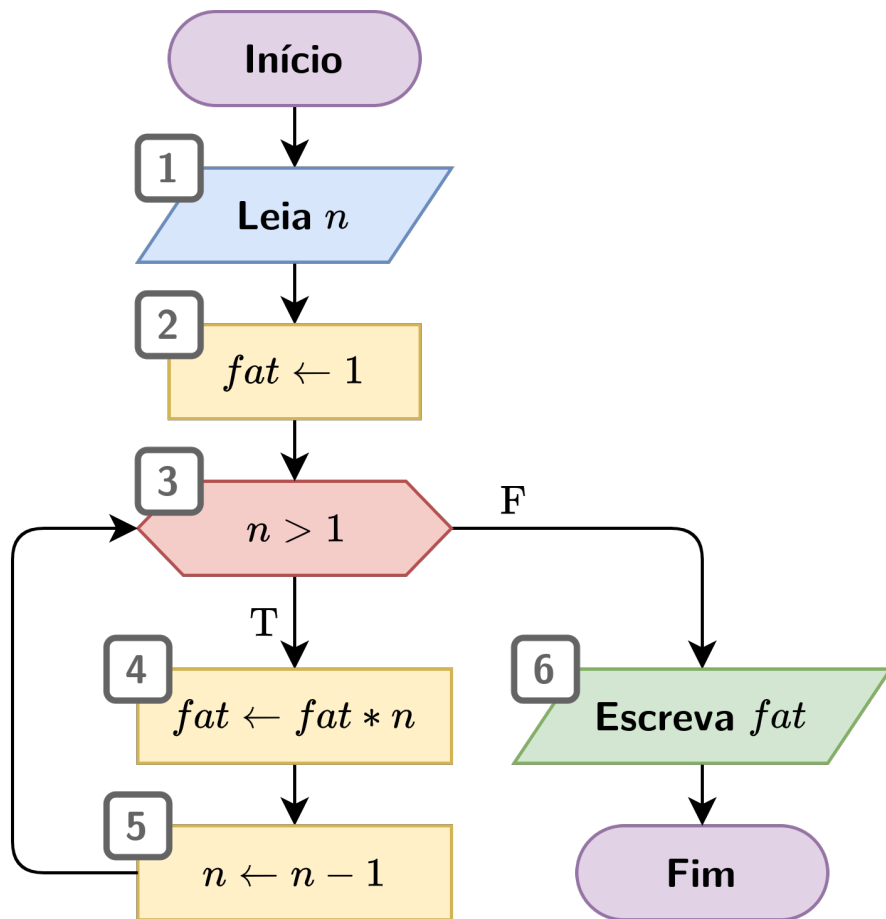 Início
1
Leia n
2
fat ← 1
3
n > 1
F
T
4
fat ← fat * n
6
Escreva fat
5
n ← n − 1
Fim